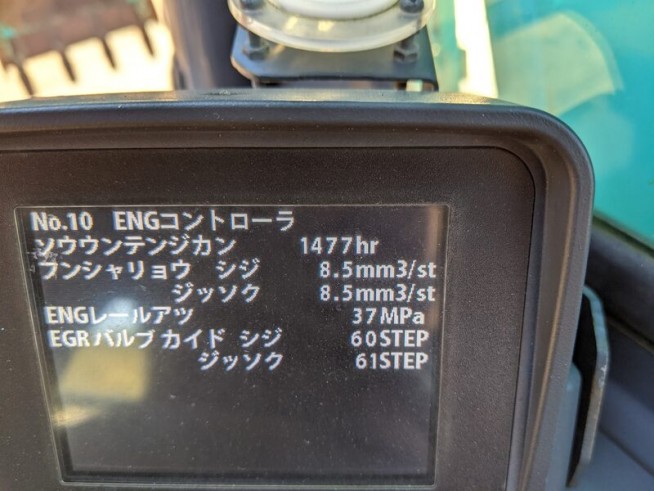 No.10 ENGコントローラ
ソウウンテンジカン 1477hr
フンシャリョウ シジ 8.5mm3/st
ジッソク 8.5mm3/st
ENGレールアツ 37MPa
EGRバルブカイド シジ 60STEP
ジッソク 61STEP